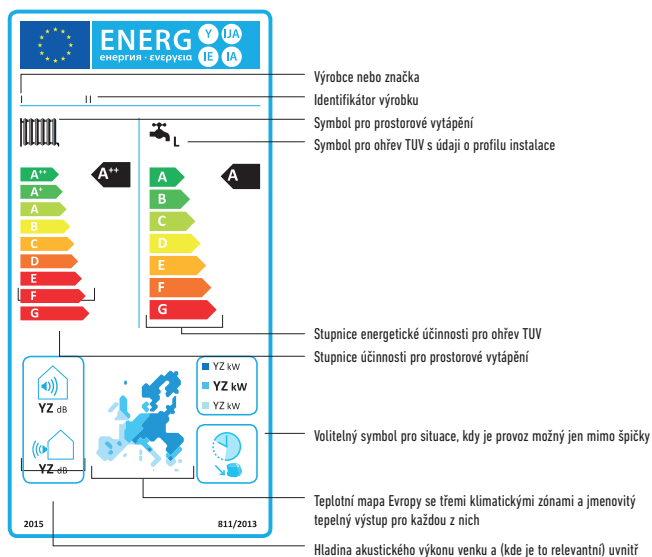 ENERG
енергия · ενεργεια
Y IJA
IE IA
Výrobce nebo značka
I II
Identifikátor výrobku
Symbol pro prostorové vytápění
L
Symbol pro ohřev TUV s údaji o profilu instalace
A++ A++
A+
A
B
C
D
E
F
G
A A
B
C
D
E
F
G
Stupnice energetické účinnosti pro ohřev TUV
Stupnice účinnosti pro prostorové vytápění
YZ dB
YZ dB
YZ kW
YZ kW
YZ kW
Volitelný symbol pro situace, kdy je provoz možný jen mimo špičky
Teplotní mapa Evropy se třemi klimatickými zónami a jmenovitý
tepelný výstup pro každou z nich
2015 811/2013
Hladina akustického výkonu venku a (kde je to relevantní) uvnitř